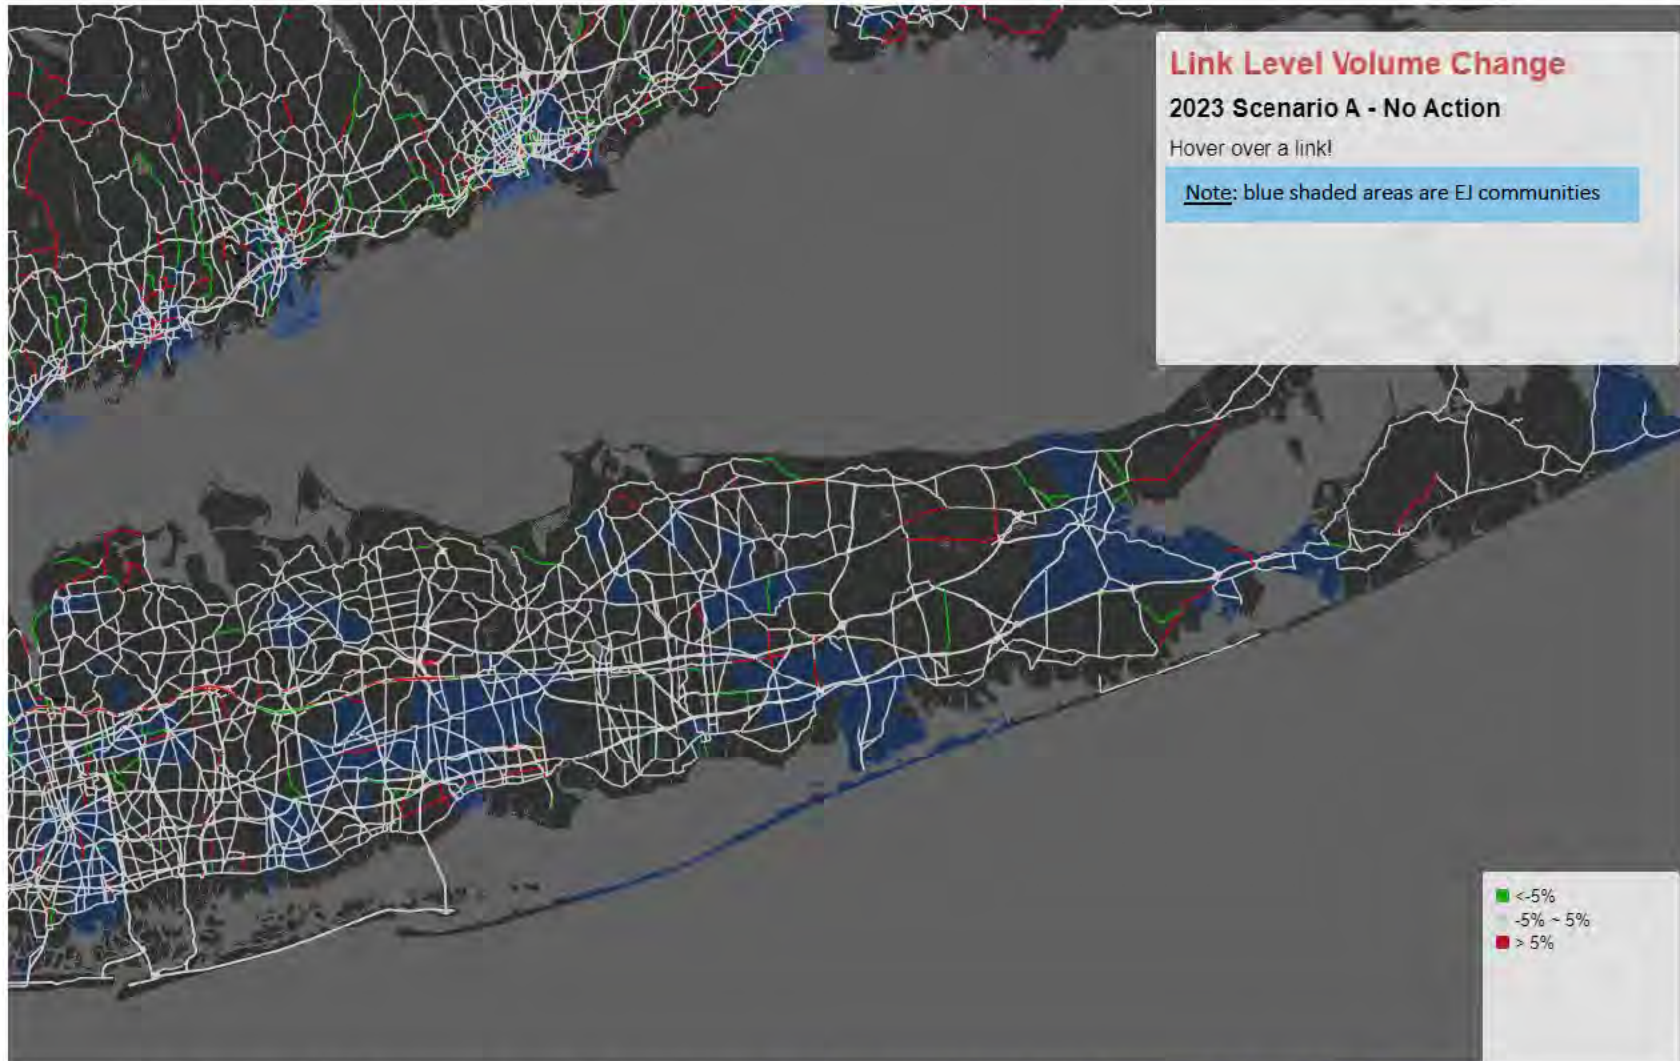 Link Level Volume Change
2023 Scenario A - No Action
Hover over a link!
Note: blue shaded areas are EJ communities
<-5%
-5% ~ 5%
> 5%